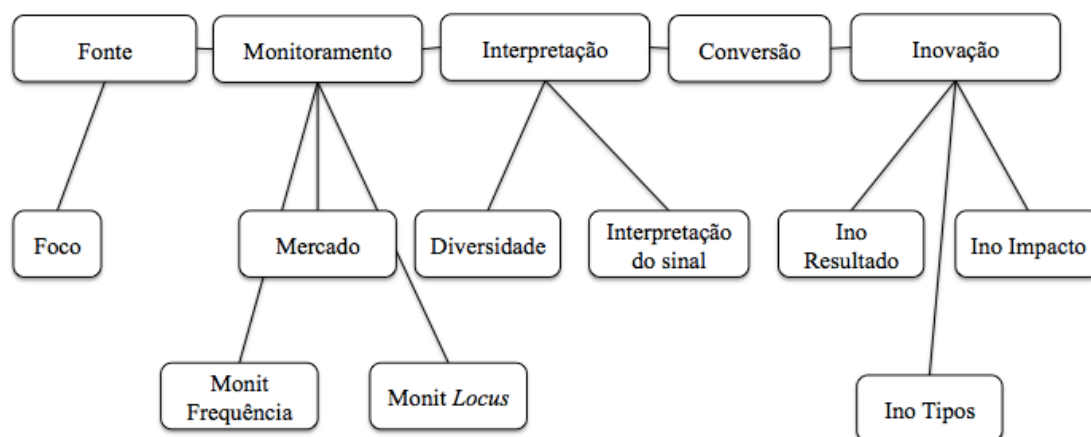 Fonte
Monitoramento
Interpretação
Conversão
Inovação
Foco
Mercado
Diversidade
Interpretação
do sinal
Ino
Resultado
Ino Impacto
Monit
Frequência
Monit Locus
Ino Tipos